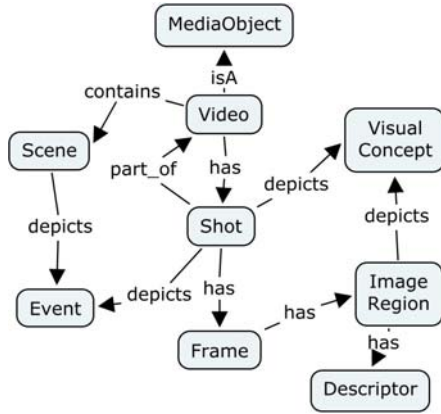 MediaObject
isA
contains
Video
Visual
Concept
Scene
part_of
has
depicts
depicts
Shot
depicts
depicts
has
Image
Region
Event
has
has
Frame
Descriptor